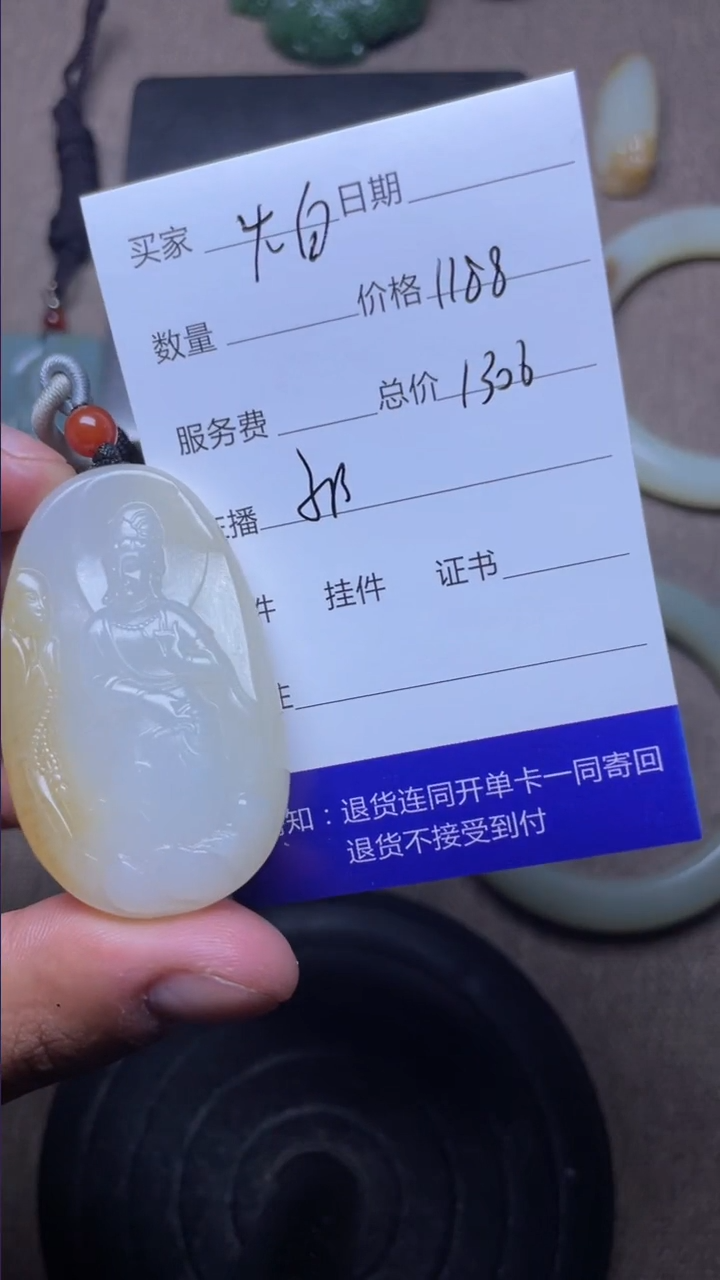 买家 大白 日期
数量 价格 1188
服务费 总价 1306
播
件 挂件 证书
知：退货连同开单卡一同寄回
退货不接受到付